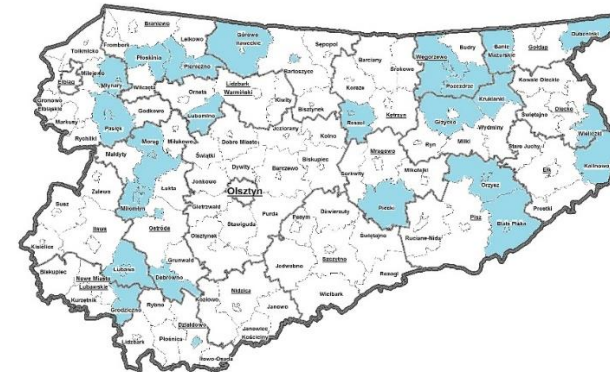 Braniewo
Lelkowo
Górowo
Iławeckie
Frombork
Tolkmicko
Płoskinia
Pieniężno
Sępopol
Bartoszyce
Barciany
Srokowo
Węgorzewo
Budry
Banie
Mazurskie
Gołdap
Dubeninki
Milejewo
Elbląg
Młynary
Wilczęta
Orneta
Lidzbark
Warmiński
Kiwity
Bisztynek
Korsze
Kętrzyn
Pozezdrze
Kruklanki
Kowale Oleckie
Gronowo
Elbląskie
Markusy
Pasłęk
Godkowo
Lubomino
Rychliki
Reszel
Giżycko
Wydminy
Świętajno
Olecko
Wieliczki
Małdyty
Morąg
Miłakowo
Świątki
Dobre Miasto
Jeziorany
Kolno
Ryn
Miłki
Stare Juchy
Kalinowo
Ełk
Zalewo
Łukta
Jonkowo
Dywity
Barczewo
Biskupiec
Mrągowo
Sorkwity
Mikołajki
Orzysz
Prostki
Susz
Miłomłyn
Olsztyn
Gietrzwałd
Purda
Pasym
Dźwierzuty
Piecki
Pisz
Biała Piska
Iława
Ostróda
Olsztynek
Stawiguda
Kisielice
Świętajno
Ruciane-Nida
Szczytno
Grunwald
Jedwabno
Rozogi
Biskupiec
Nowe Miasto
Lubawskie
Lubawa
Dąbrówno
Kurzętnik
Grodziczno
Rybno
Kozłowo
Nidzica
Wielbark
Janowo
Działdowo
Lidzbark
Płośnica
Janowiec
Kościelny
Iłowo-Osada